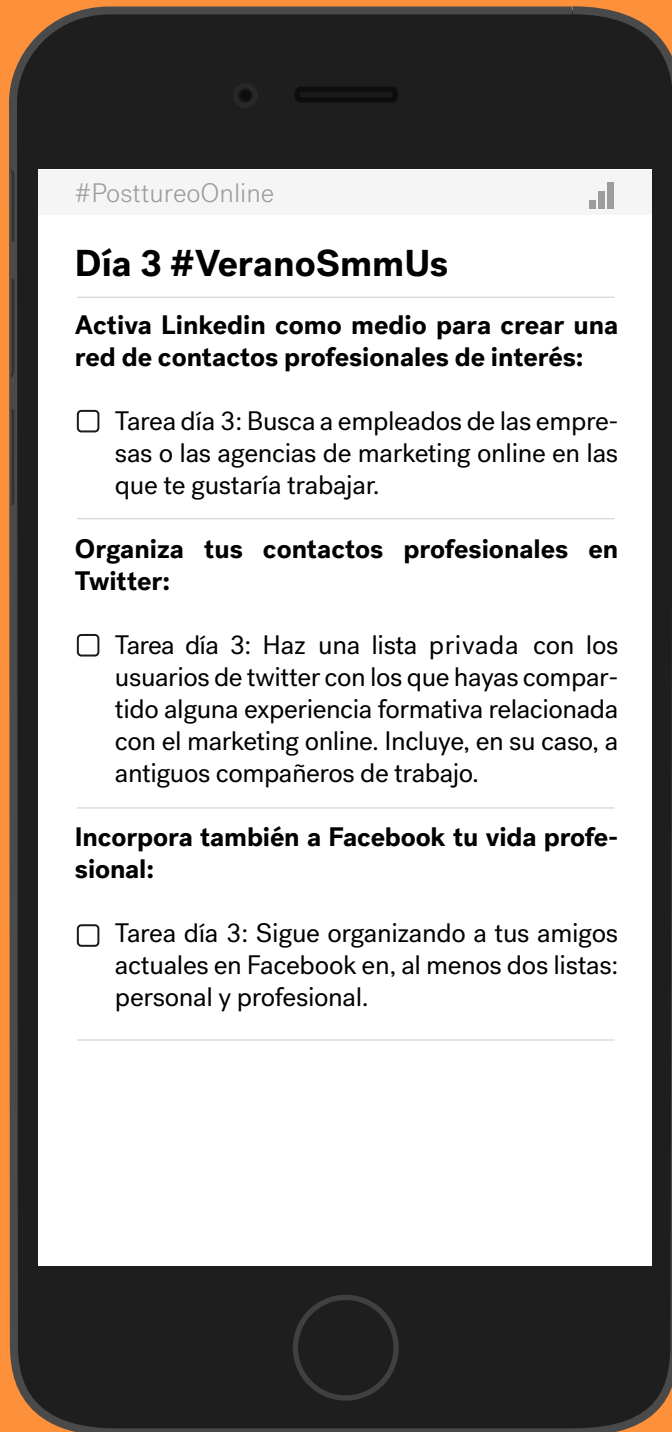 #PosttureoOnline
Día 3 #VeranoSmmUs
Activa Linkedin como medio para crear una
red de contactos profesionales de interés:
Tarea día 3: Busca a empleados de las empre-
sas o las agencias de marketing online en las
que te gustaría trabajar.
Organiza tus contactos profesionales en
Twitter:
Tarea día 3: Haz una lista privada con los
usuarios de twitter con los que hayas compar-
tido alguna experiencia formativa relacionada
con el marketing online. Incluye, en su caso, a
antiguos compañeros de trabajo.
Incorpora también a Facebook tu vida profe-
sional:
Tarea día 3: Sigue organizando a tus amigos
actuales en Facebook en, al menos dos listas:
personal y profesional.